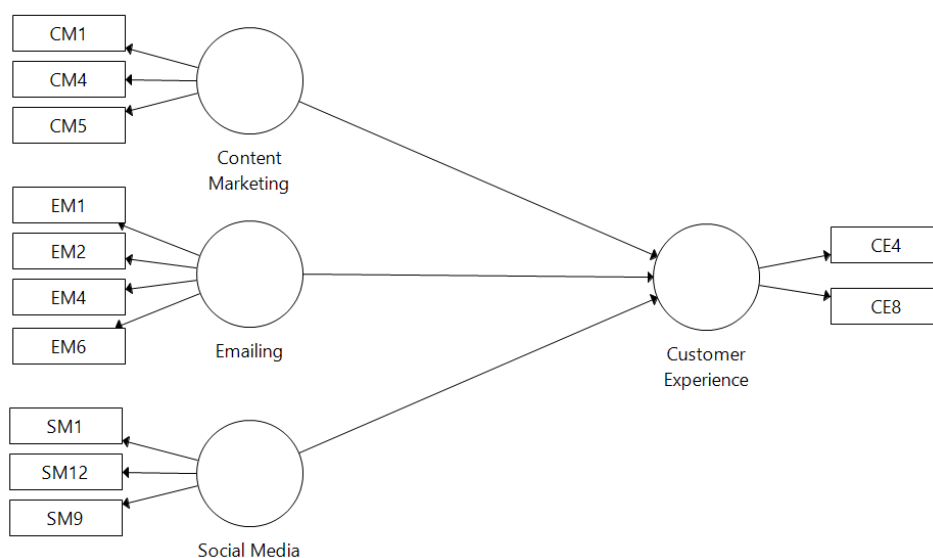 CM1
CM4
CM5
Content
Marketing
EM1
EM2
EM4
EM6
Emailing
SM1
SM12
SM9
Social Media
Customer
Experience
CE4
CE8